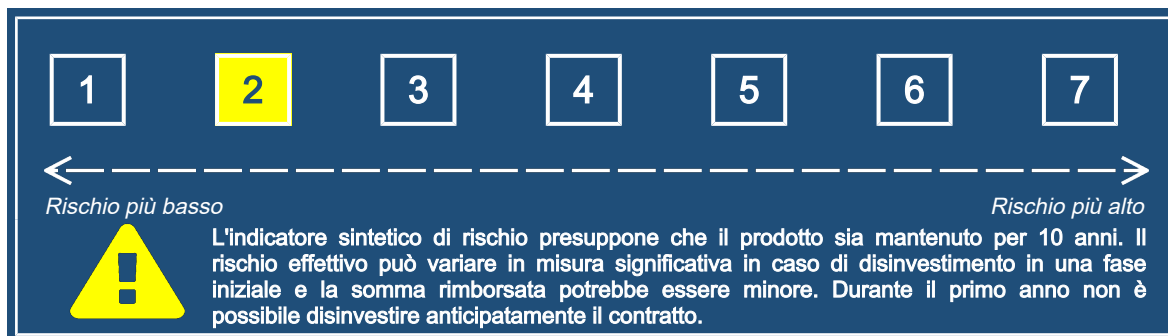 1 2 3 4 5 6 7
Rischio più basso Rischio più alto
L'indicatore sintetico di rischio presuppone che il prodotto sia mantenuto per 10 anni. Il
rischio effettivo può variare in misura significativa in caso di disinvestimento in una fase
iniziale e la somma rimborsata potrebbe essere minore. Durante il primo anno non è
possibile disinvestire anticipatamente il contratto.